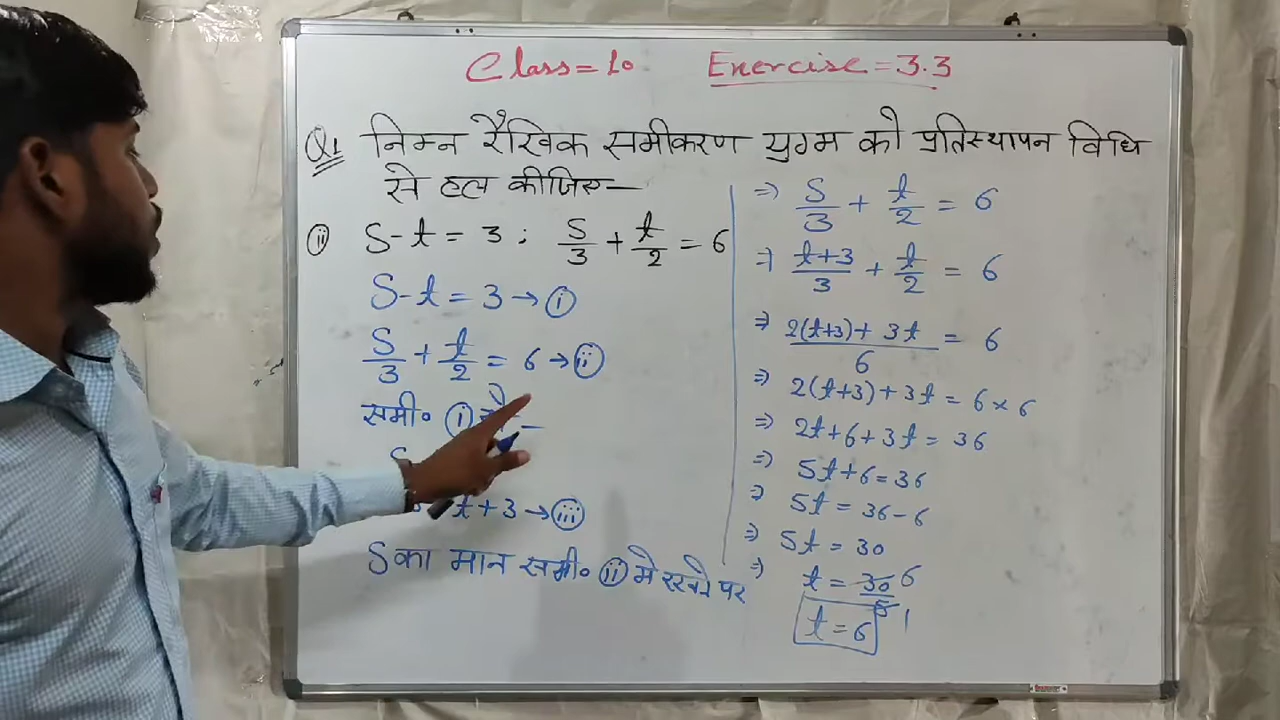 Class=10 Exercise=3.3
Q1 निम्न रैखिक समीकरण युग्म को प्रतिस्थापन विधि
से हल कीजिए—
ii S-t = 3 ; S/3 + t/2 = 6
S-t = 3 → i
S/3 + t/2 = 6 → ii
समी० i से —
S
t+3 → iii
S का मान समी० ii मे रखने पर
⇒ S/3 + t/2 = 6
⇒ t+3/3 + t/2 = 6
⇒ 2(t+3)+ 3t/6 = 6
⇒ 2(t+3)+3t = 6×6
⇒ 2t+6+3t = 36
⇒ 5t+6=36
⇒ 5t = 36-6
⇒ 5t = 30
⇒ t = 30/5 6 1
t=6